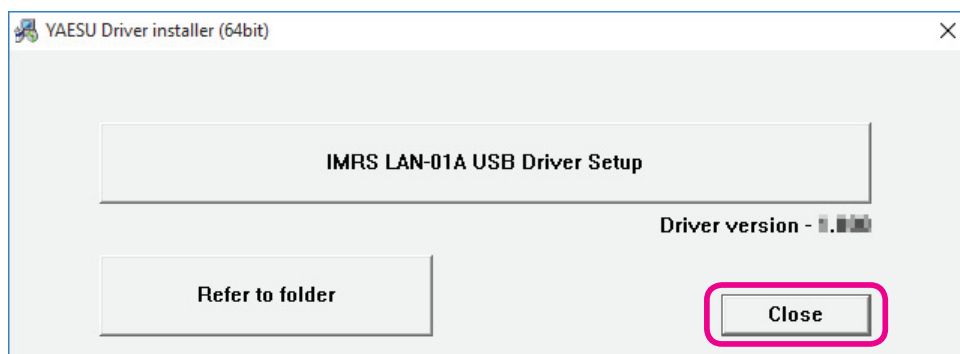 YAESU Driver installer (64bit)
IMRS LAN-01A USB Driver Setup
Driver version -
Refer to folder
Close